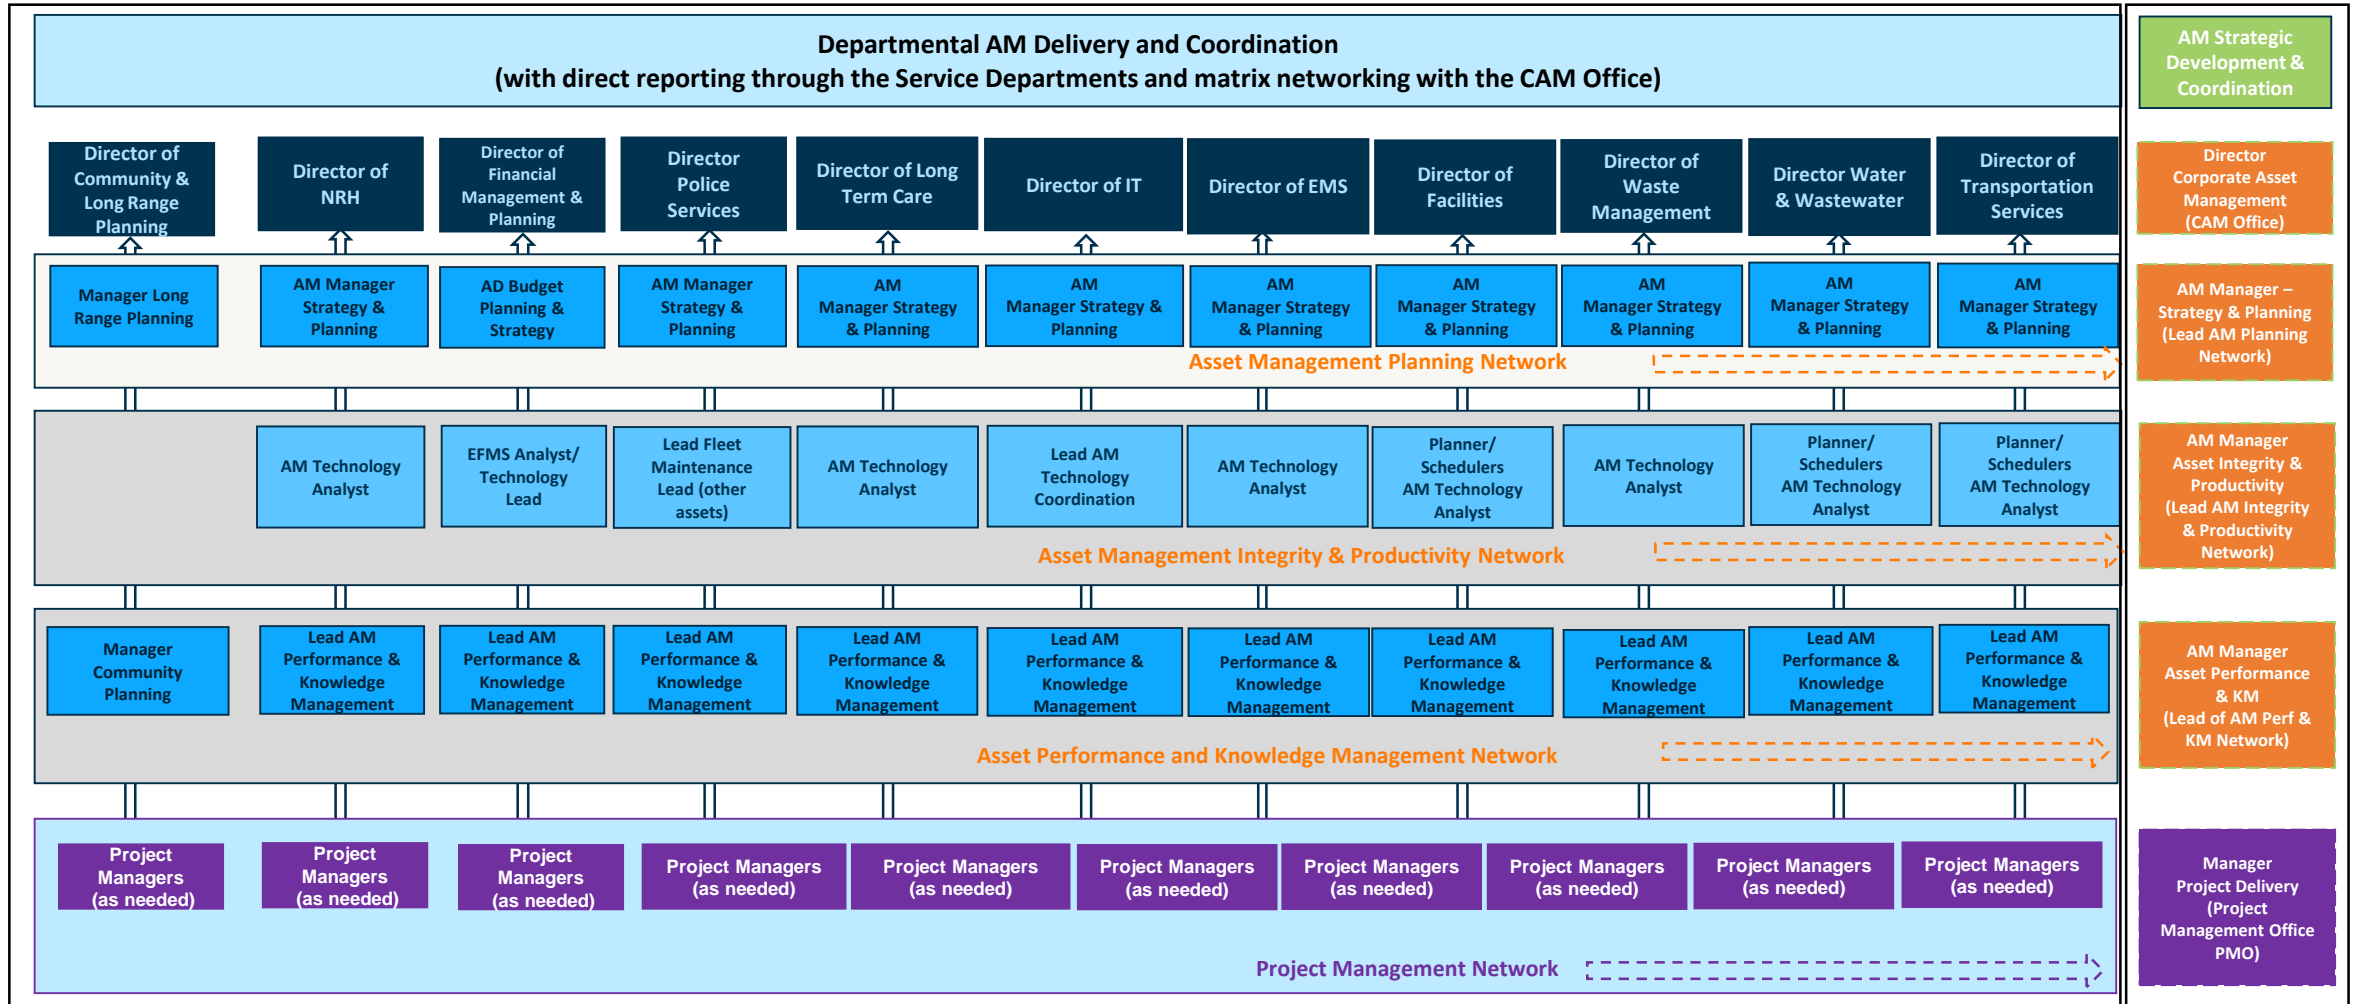 Departmental AM Delivery and Coordination
(with direct reporting through the Service Departments and matrix networking with the CAM Office)
AM Strategic
Development &
Coordination
Director of
Community &
Long Range
Planning
Director of
NRH
Director of
Financial
Management &
Planning
Director
Police
Services
Director of Long
Term Care
Director of IT
Director of EMS
Director of
Facilities
Director of
Waste
Management
Director Water
& Wastewater
Director of
Transportation
Services
Director
Corporate Asset
Management
(CAM Office)
Manager Long
Range Planning
AM Manager
Strategy &
Planning
AD Budget
Planning &
Strategy
AM Manager
Strategy &
Planning
AM
Manager Strategy
& Planning
AM
Manager Strategy &
Planning
AM
Manager Strategy
& Planning
AM
Manager Strategy
& Planning
AM
Manager Strategy
& Planning
AM
Manager Strategy
& Planning
AM
Manager Strategy
& Planning
AM Manager –
Strategy & Planning
(Lead AM Planning
Network)
Asset Management Planning Network
AM Technology
Analyst
EFMS Analyst/
Technology
Lead
Lead Fleet
Maintenance
Lead (other
assets)
AM Technology
Analyst
Lead AM
Technology
Coordination
AM Technology
Analyst
Planner/
Schedulers
AM Technology
Analyst
AM Technology
Analyst
Planner/
Schedulers
AM Technology
Analyst
Planner/
Schedulers
AM Technology
Analyst
AM Manager
Asset Integrity &
Productivity
(Lead AM Integrity
& Productivity
Network)
Asset Management Integrity & Productivity Network
Manager
Community
Planning
Lead AM
Performance &
Knowledge
Management
Lead AM
Performance &
Knowledge
Management
Lead AM
Performance &
Knowledge
Management
Lead AM
Performance &
Knowledge
Management
Lead AM
Performance &
Knowledge
Management
Lead AM
Performance &
Knowledge
Management
Lead AM
Performance &
Knowledge
Management
Lead AM
Performance &
Knowledge
Management
Lead AM
Performance &
Knowledge
Management
Lead AM
Performance &
Knowledge
Management
AM Manager
Asset Performance
& KM
(Lead of AM Perf &
KM Network)
Asset Performance and Knowledge Management Network
Project
Managers
(as needed)
Project
Managers
(as needed)
Project
Managers
(as needed)
Project Managers
(as needed)
Project Managers
(as needed)
Project Managers
(as needed)
Project Managers
(as needed)
Project Managers
(as needed)
Project Managers
(as needed)
Project Managers
(as needed)
Manager
Project Delivery
(Project
Management Office
PMO)
Project Management Network